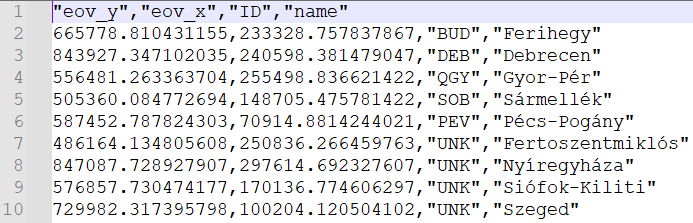 1 "eov_y","eov_x","ID","name"
2 665778.810431155,233328.757837867,"BUD","Ferihegy"
3 843927.347102035,240598.381479047,"DEB","Debrecen"
4 556481.263363704,255498.836621422,"QGY","Gyor-Pér"
5 505360.084772694,148705.475781422,"SOB","Sármellék"
6 587452.787824303,70914.8814244021,"PEV","Pécs-Pogány"
7 486164.134805608,250836.266459763,"UNK","Fertoszentmiklós"
8 847087.728927907,297614.692327607,"UNK","Nyíregyháza"
9 576857.730474177,170136.774606297,"UNK","Siófok-Kiliti"
10 729982.317395798,100204.120504102,"UNK","Szeged"